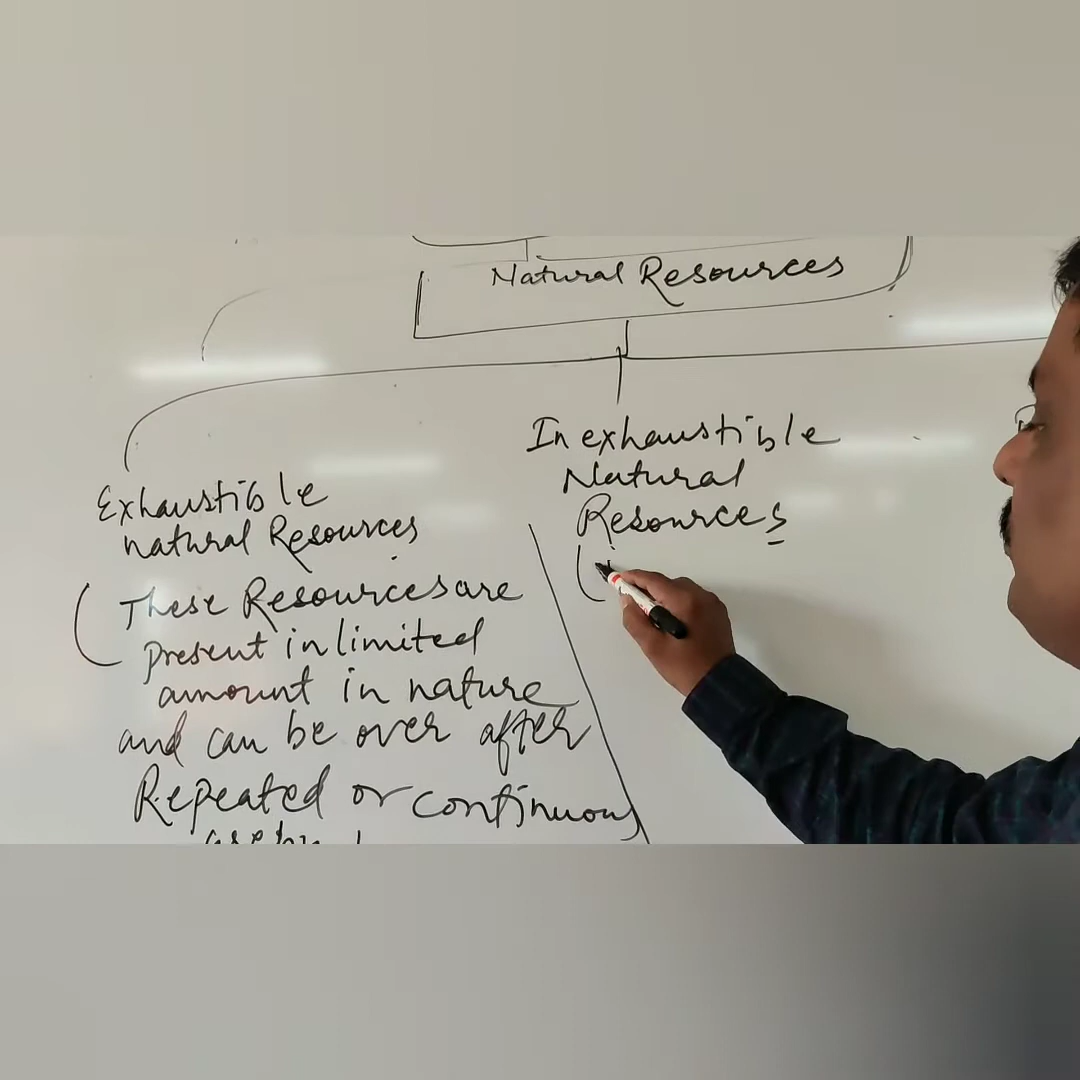 Natural Resources
Inexhaustible
Natural
Resources
Exhaustible
natural Resources
(These Resources are
present in limited
amount in nature
and can be over after
Repeated or continuous